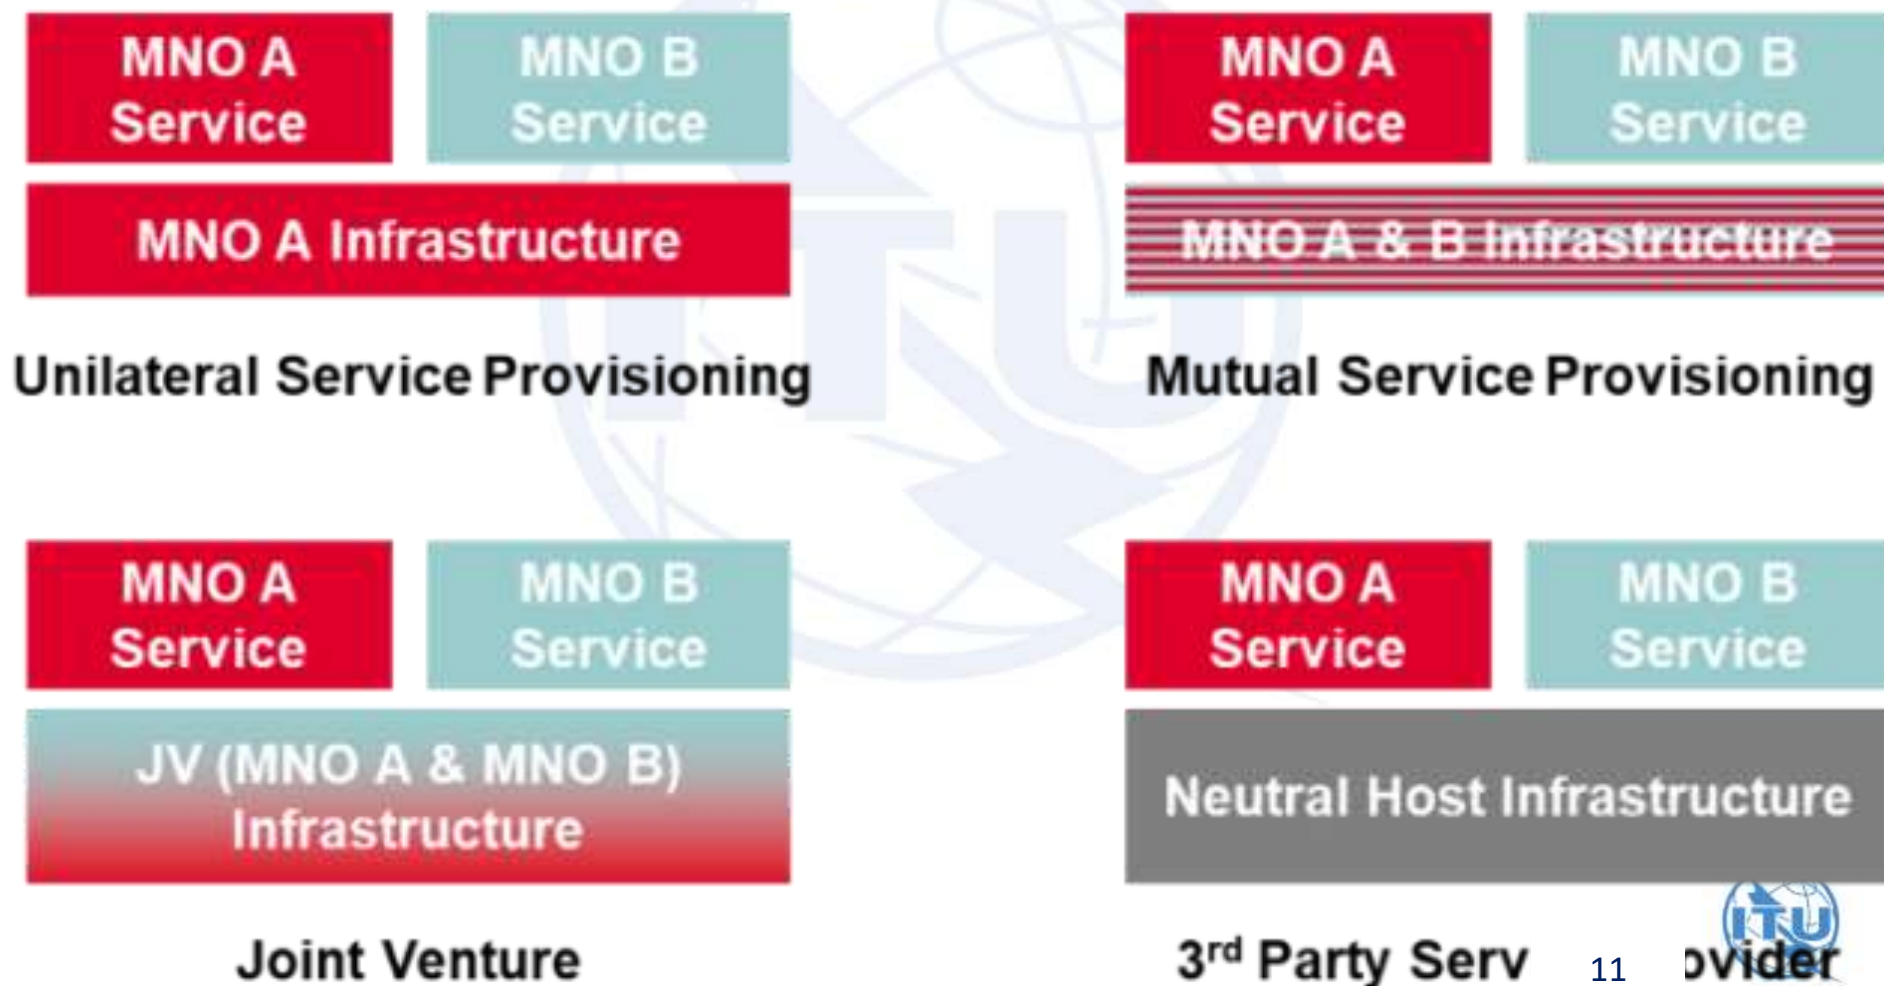 MNO A
Service
MNO B
Service
MNO A Infrastructure
Unilateral Service Provisioning
MNO A
Service
MNO B
Service
MNO A & B Infrastructure
Mutual Service Provisioning
MNO A
Service
MNO B
Service
JV (MNO A & MNO B)
Infrastructure
Joint Venture
MNO A
Service
MNO B
Service
Neutral Host Infrastructure
3rd Party Serv ovider
11
ITU
ITU